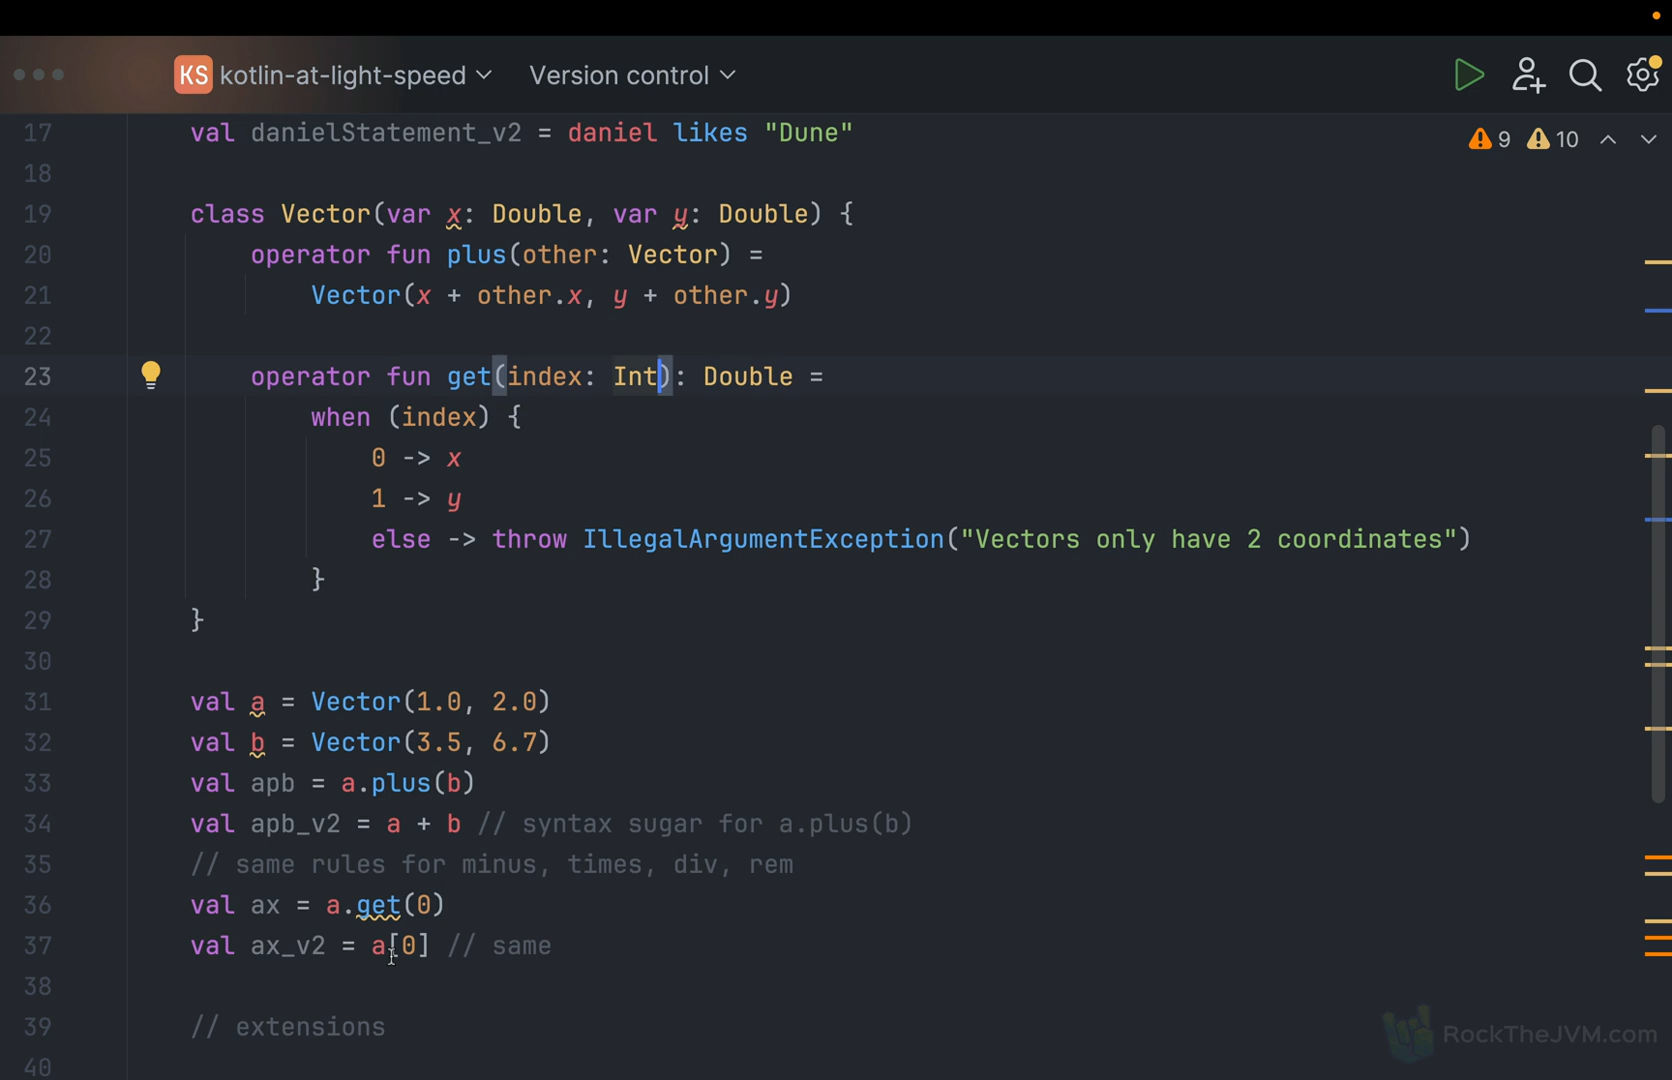 KS kotlin-at-light-speed Version control
9 10
17 val danielStatement_v2 = daniel likes "Dune"
18
19 class Vector(var x: Double, var y: Double) {
20 operator fun plus(other: Vector) =
21 Vector(x + other.x, y + other.y)
22
23 operator fun get(index: Int): Double =
24 when (index) {
25 0 -> x
26 1 -> y
27 else -> throw IllegalArgumentException("Vectors only have 2 coordinates")
28 }
29 }
30
31 val a = Vector(1.0, 2.0)
32 val b = Vector(3.5, 6.7)
33 val apb = a.plus(b)
34 val apb_v2 = a + b // syntax sugar for a.plus(b)
35 // same rules for minus, times, div, rem
36 val ax = a.get(0)
37 val ax_v2 = a[0] // same
38
39 // extensions
40
RockTheJVM.com